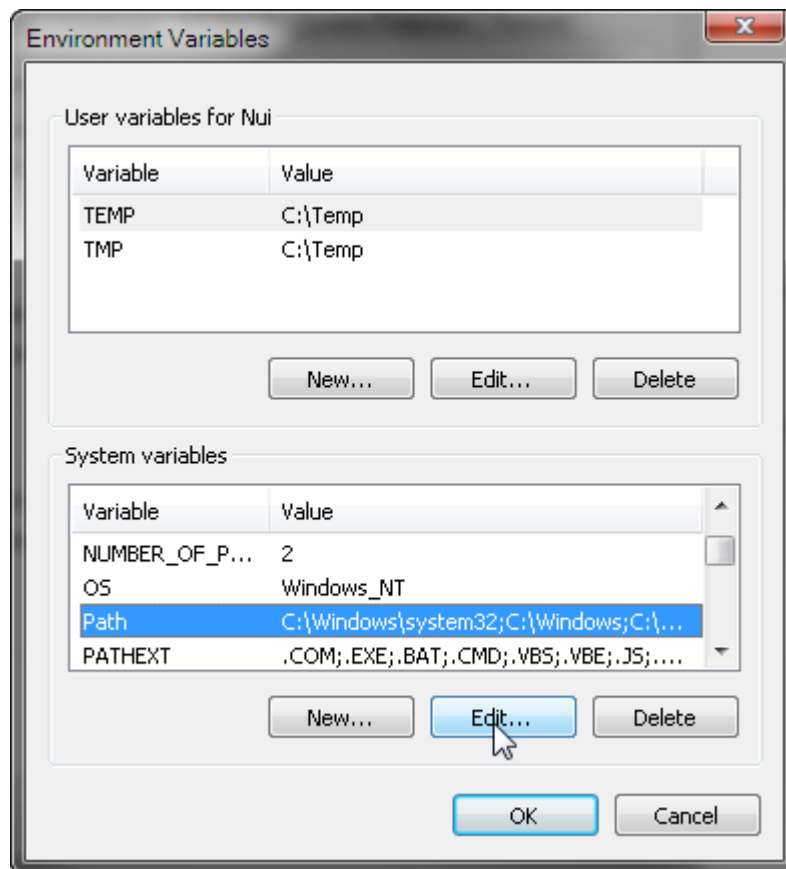 Environment Variables
User variables for Nui
Variable Value
TEMP C:\Temp
TMP C:\Temp
New... Edit... Delete
System variables
Variable Value
NUMBER_OF_P... 2
OS Windows_NT
Path C:\Windows\system32;C:\Windows;C:\...
PATHEXT .COM;.EXE;.BAT;.CMD;.VBS;.VBE;.JS;....
New... Edit... Delete
OK Cancel